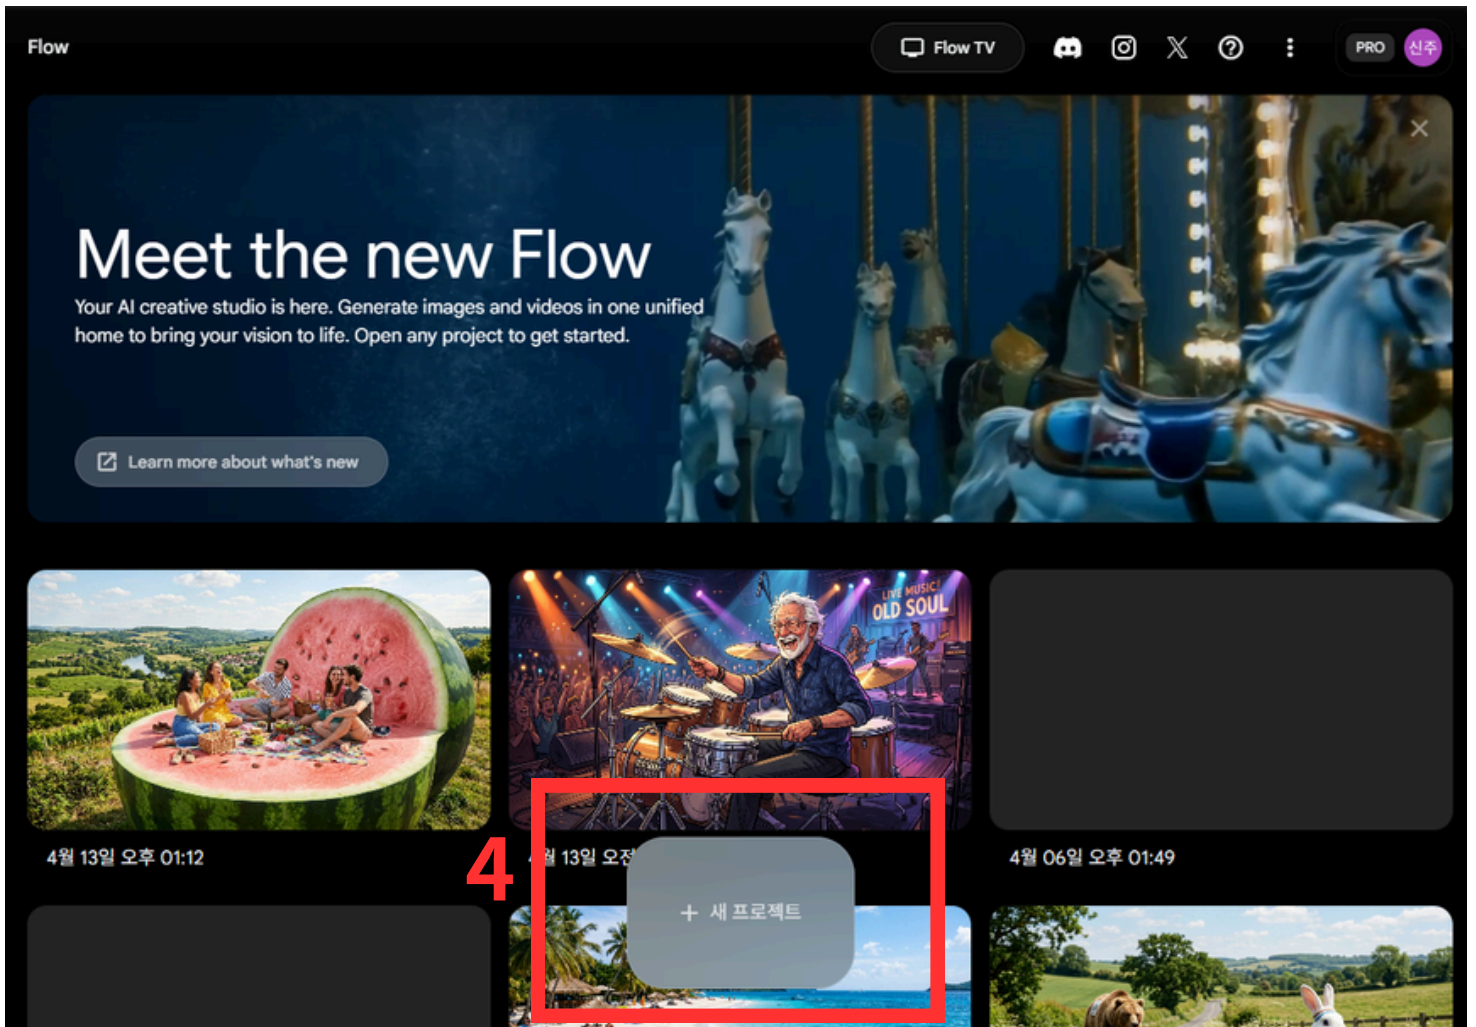 Flow
Flow TV
PRO
신주
Meet the new Flow
Your AI creative studio is here. Generate images and videos in one unified
home to bring your vision to life. Open any project to get started.
Learn more about what's new
LIVE MUSIC!
OLD SOUL
4월 13일 오후 01:12
4
월 13일 오전
4월 06일 오후 01:49
+ 새 프로젝트